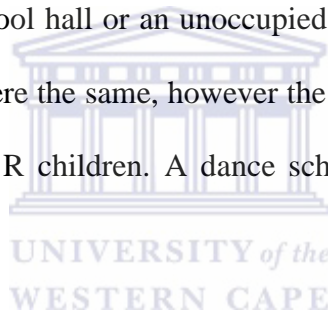 ool hall or an unoccupied
ere the same, however the
R children. A dance sch
UNIVERSITY of the
WESTERN CAPE